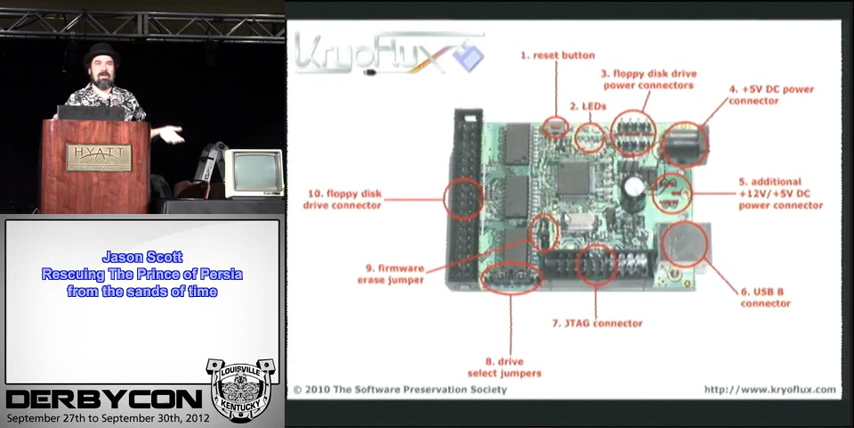 HYATT
Jason Scott
Rescuing The Prince of Persia
from the sands of time
LOUISVILLE
KENTUCKY
DERBYCON
September 27th to September 30th, 2012
KryoFlux
1. reset button
2. LEDs
3. floppy disk drive
power connectors
4. +5V DC power
connector
5. additional
+12V/+5V DC
power connector
6. USB B
connector
7. JTAG connector
8. drive
select jumpers
9. firmware
erase jumper
10. floppy disk
drive connector
© 2010 The Software Preservation Society
http://www.kryoflux.com